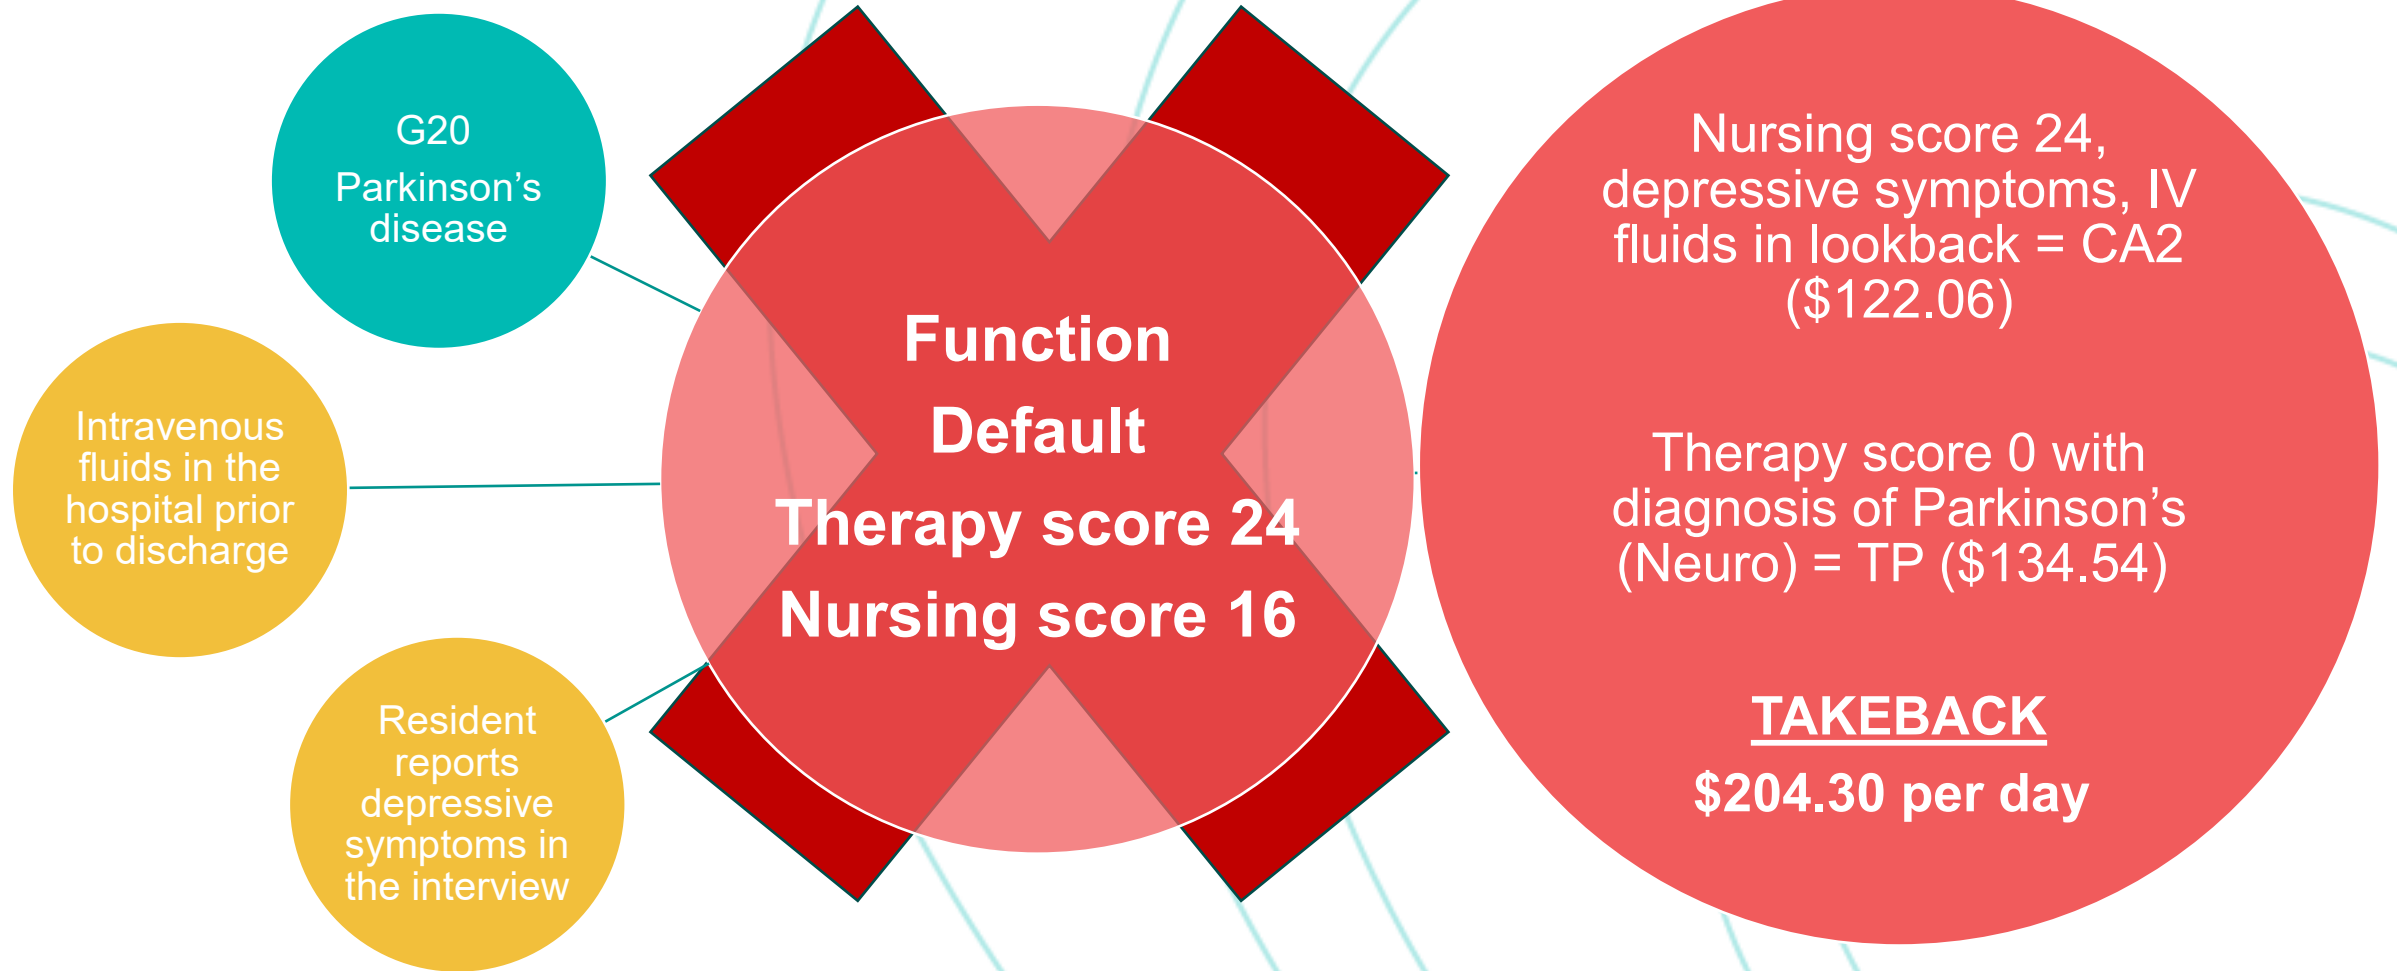 G20
Parkinson’s
disease
Intravenous
fluids in the
hospital prior
to discharge
Resident
reports
depressive
symptoms in
the interview
Function
Default
Therapy score 24
Nursing score 16
Nursing score 24,
depressive symptoms, IV
fluids in lookback = CA2
($122.06)
Therapy score 0 with
diagnosis of Parkinson’s
(Neuro) = TP ($134.54)
TAKEBACK
$204.30 per day